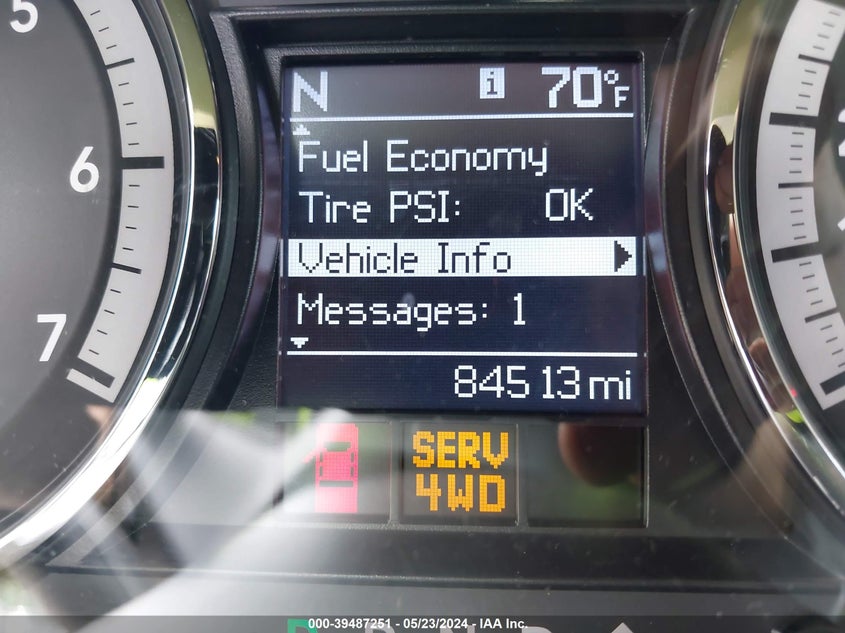 5
6
7
N i 70°F
Fuel Economy
Tire PSI: OK
Vehicle Info
Messages: 1
84513 mi
SERV
4WD
000-39487251 - 05/23/2024 - IAA Inc.